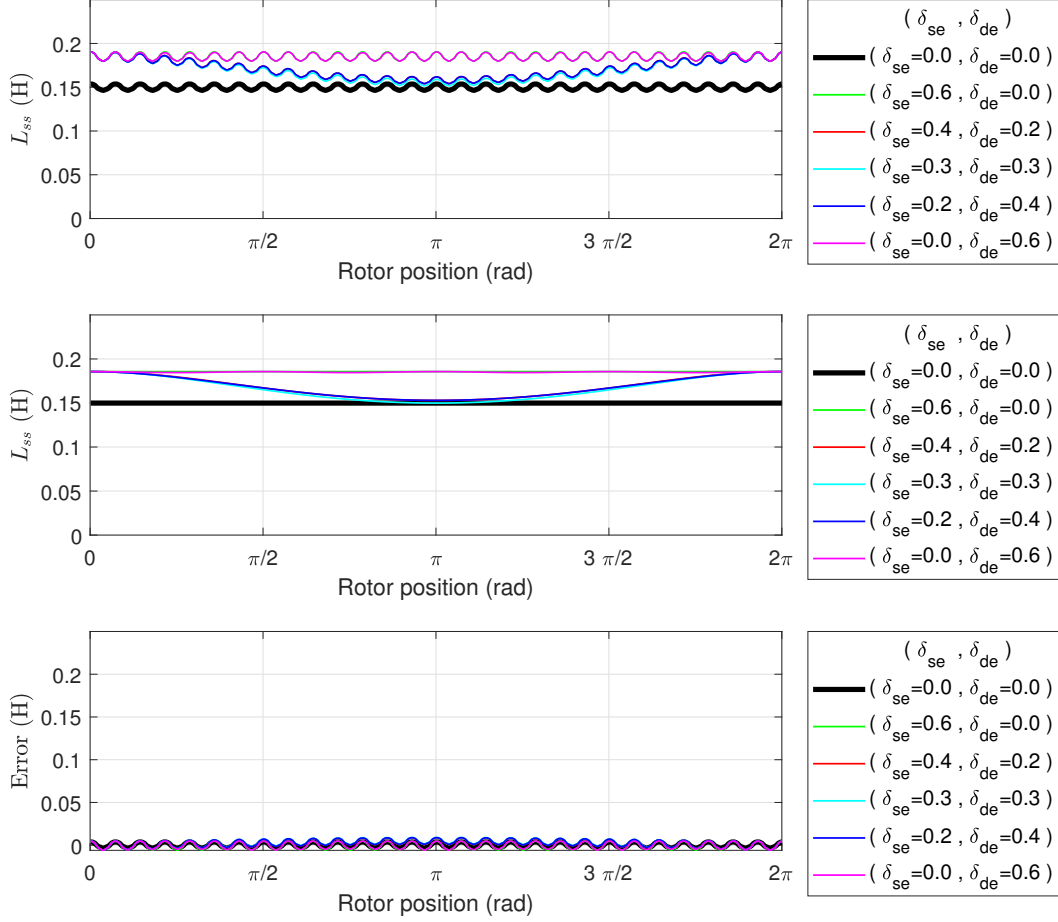 0.2
0.15
0.1
0.05
0
L_ss (H)
0 π/2 π 3 π/2 2π
Rotor position (rad)
( δ_se , δ_de )
( δ_se=0.0 , δ_de=0.0 )
( δ_se=0.6 , δ_de=0.0 )
( δ_se=0.4 , δ_de=0.2 )
( δ_se=0.3 , δ_de=0.3 )
( δ_se=0.2 , δ_de=0.4 )
( δ_se=0.0 , δ_de=0.6 )
0.2
0.15
0.1
0.05
0
L_ss (H)
0 π/2 π 3 π/2 2π
Rotor position (rad)
( δ_se , δ_de )
( δ_se=0.0 , δ_de=0.0 )
( δ_se=0.6 , δ_de=0.0 )
( δ_se=0.4 , δ_de=0.2 )
( δ_se=0.3 , δ_de=0.3 )
( δ_se=0.2 , δ_de=0.4 )
( δ_se=0.0 , δ_de=0.6 )
0.2
0.15
0.1
0.05
0
Error (H)
0 π/2 π 3 π/2 2π
Rotor position (rad)
( δ_se , δ_de )
( δ_se=0.0 , δ_de=0.0 )
( δ_se=0.6 , δ_de=0.0 )
( δ_se=0.4 , δ_de=0.2 )
( δ_se=0.3 , δ_de=0.3 )
( δ_se=0.2 , δ_de=0.4 )
( δ_se=0.0 , δ_de=0.6 )